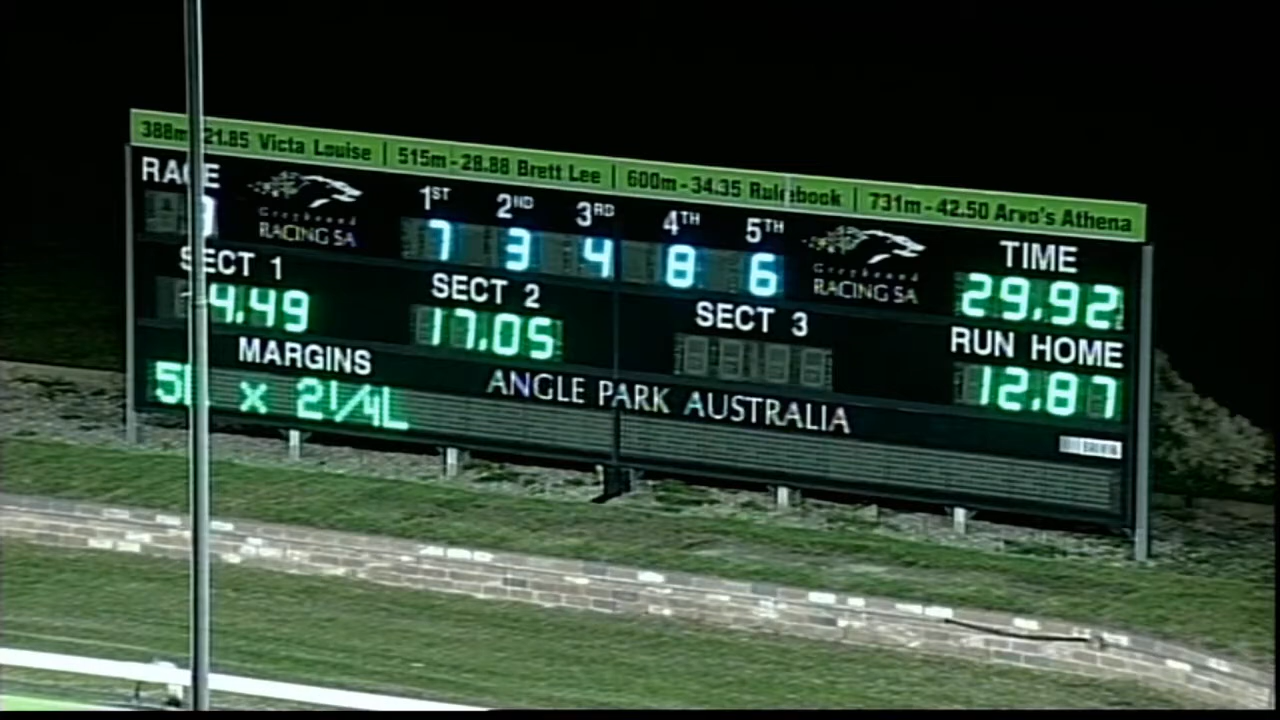 388m 21.85 Victa Louise | 515m - 28.88 Brett Lee | 600m - 34.35 Rulebook | 731m - 42.50 Arvo's Athena
RACE
Greyhound RACING SA
1ST 2ND 3RD 4TH 5TH
7 3 4 8 6
Greyhound RACING SA
TIME
29.92
SECT 1
4.49
SECT 2
17.05
SECT 3
RUN HOME
12.87
MARGINS
5L x 2 1/4L
ANGLE PARK AUSTRALIA